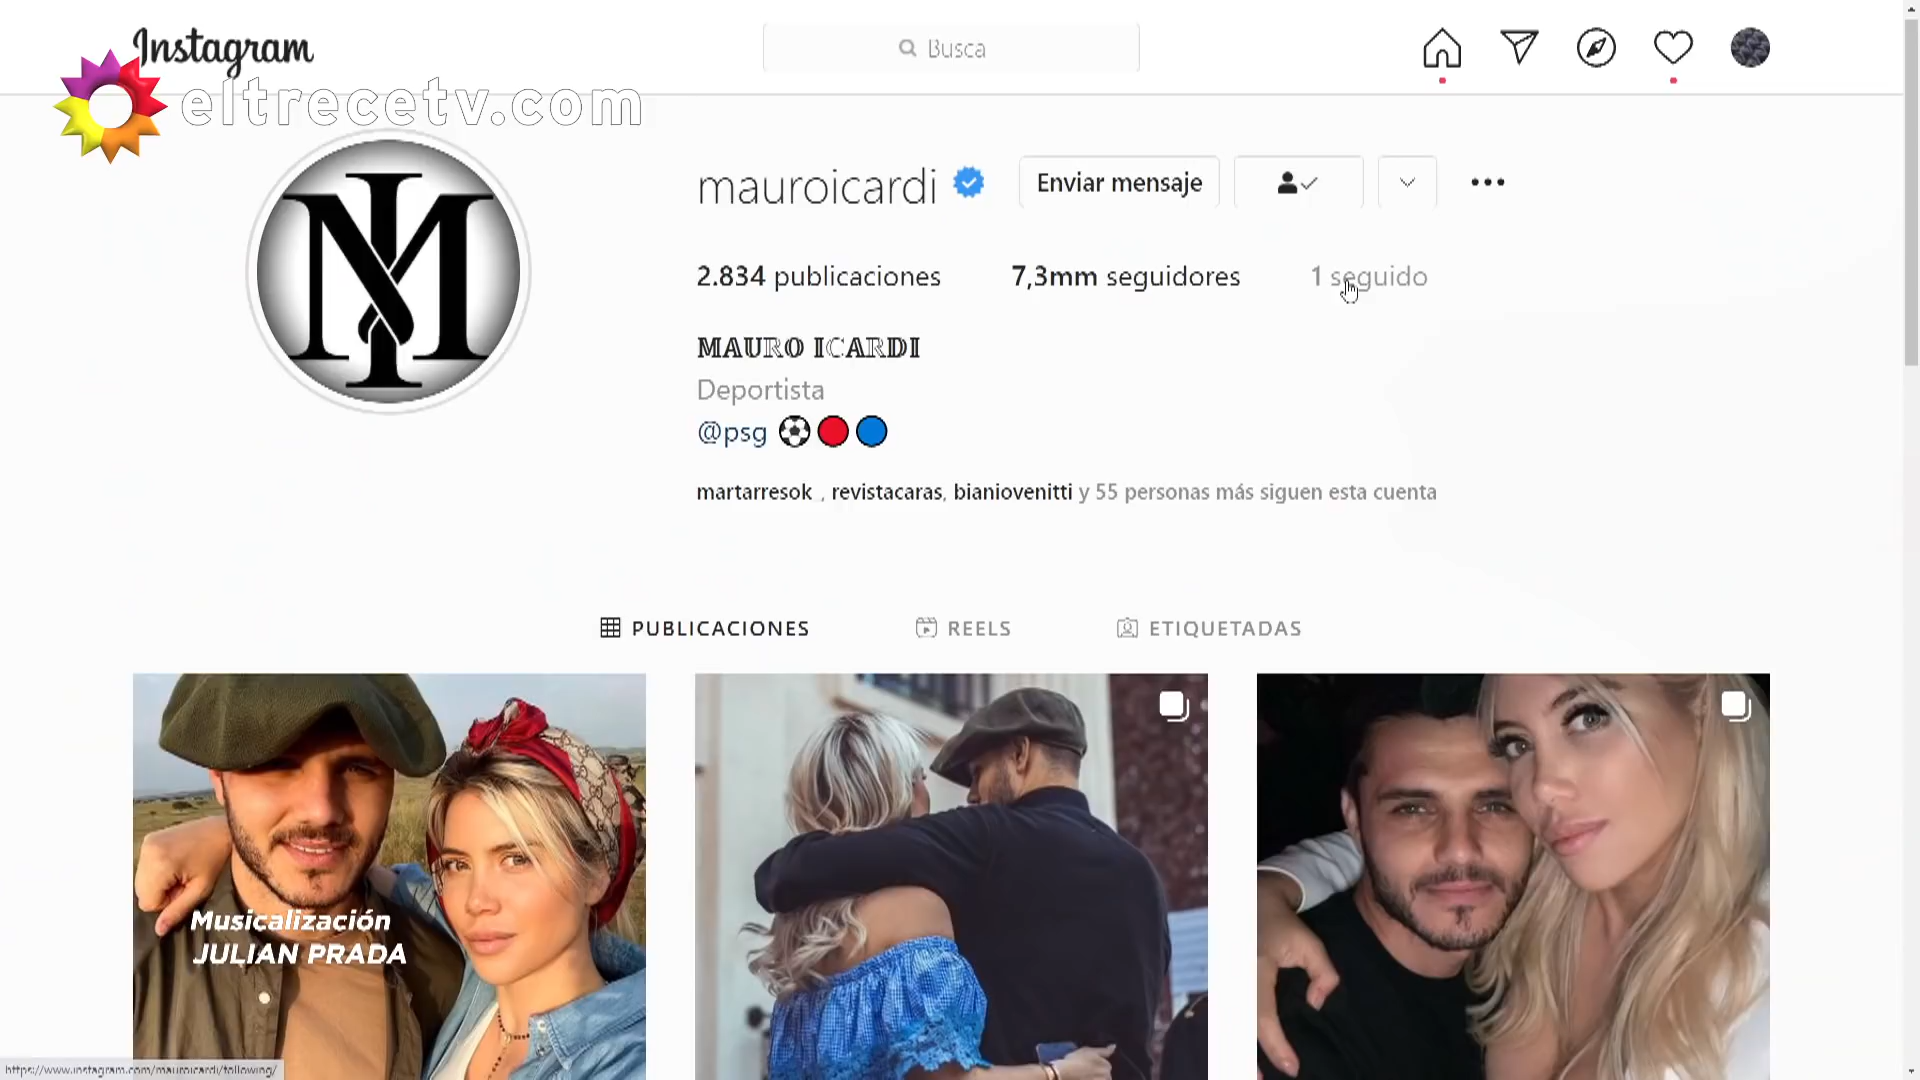 Instagram
Busca
eltrecetv.com
mauroicardi
Enviar mensaje
2.834 publicaciones
7,3mm seguidores
1 seguido
MAURO ICARDI
Deportista
@psg
martarresok , revistacaras, bianiovenitti y 55 personas más siguen esta cuenta
PUBLICACIONES
REELS
ETIQUETADAS
Musicalización
JULIAN PRADA
https://www.instagram.com/mauroicardi/following/